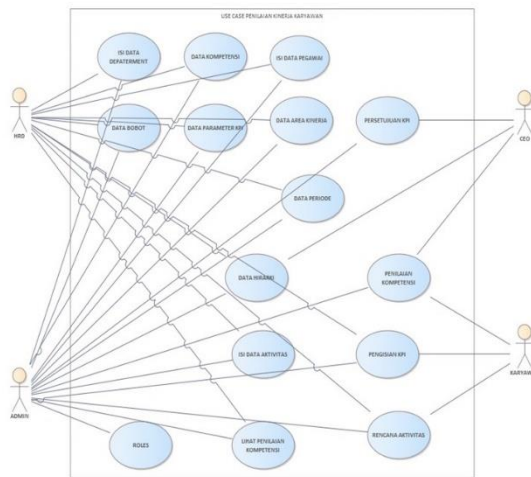 USE CASE PENILAIAN KINERJA KARYAWAN
ISI DATA
DEPATERMENT
DATA KOMPETENSI
ISI DATA PEGAWAI
DATA BOBOT
DATA PARAMETER KPI
DATA AREA KINERJA
PERSETUJUAN KPI
HRD
CEO
DATA PERIODE
DATA HIRARKI
PENILAIAN
KOMPETENSI
ISI DATA AKTIVITAS
PENGISIAN KPI
ADMIN
KARYAW
ROLES
LIHAT PENILAIAN
KOMPETENSI
RENCANA AKTIVITAS